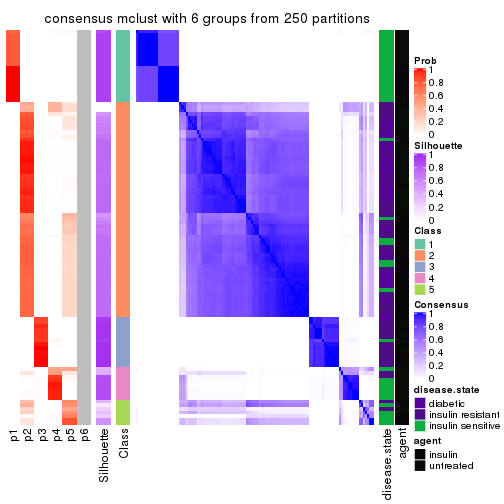 consensus mclust with 6 groups from 250 partitions
Prob
1
0.8
0.6
0.4
0.2
0
Silhouette
1
0.8
0.6
0.4
0.2
0
Class
1
2
3
4
5
Consensus
1
0.8
0.6
0.4
0.2
0
disease.state
diabetic
insulin resistant
insulin sensitive
agent
insulin
untreated
p1
p2
p3
p4
p5
p6
Silhouette
Class
disease.state
agent